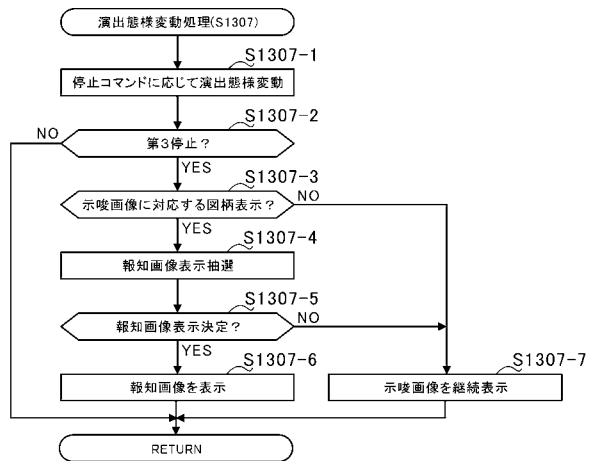 演出態様変動処理(S1307)
S1307-1
停止コマンドに応じて演出態様変動
S1307-2
NO
第3停止？
YES
S1307-3
NO
示唆画像に対応する図柄表示？
YES
S1307-4
報知画像表示抽選
S1307-5
NO
報知画像表示決定？
YES
S1307-6
S1307-7
報知画像を表示
示唆画像を継続表示
RETURN